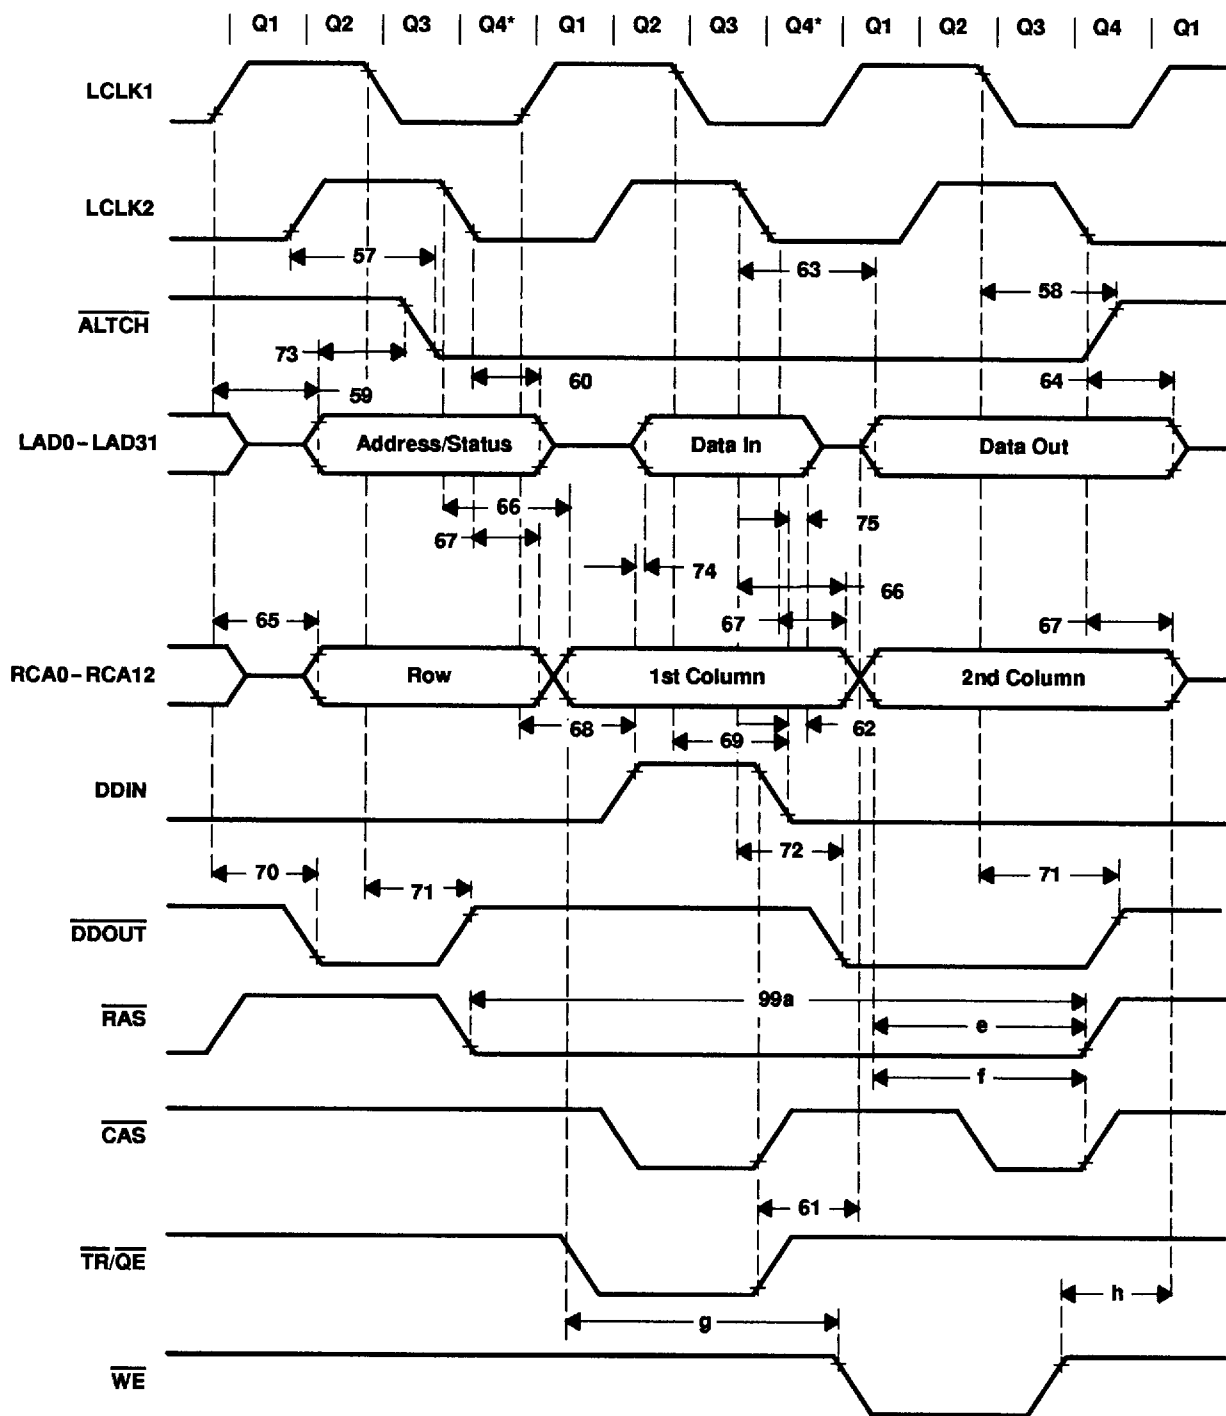 Q1 Q2 Q3 Q4* Q1 Q2 Q3 Q4* Q1 Q2 Q3 Q4 Q1
LCLK1
LCLK2
57
63
58
ALTCH
73
60
64
59
LAD0–LAD31
Address/Status
Data In
Data Out
66
75
67
74
66
65
67
67
RCA0–RCA12
Row
1st Column
2nd Column
68
69
62
DDIN
72
70
71
71
DDOUT
99a
RAS
e
f
CAS
61
TR/QE
h
g
WE